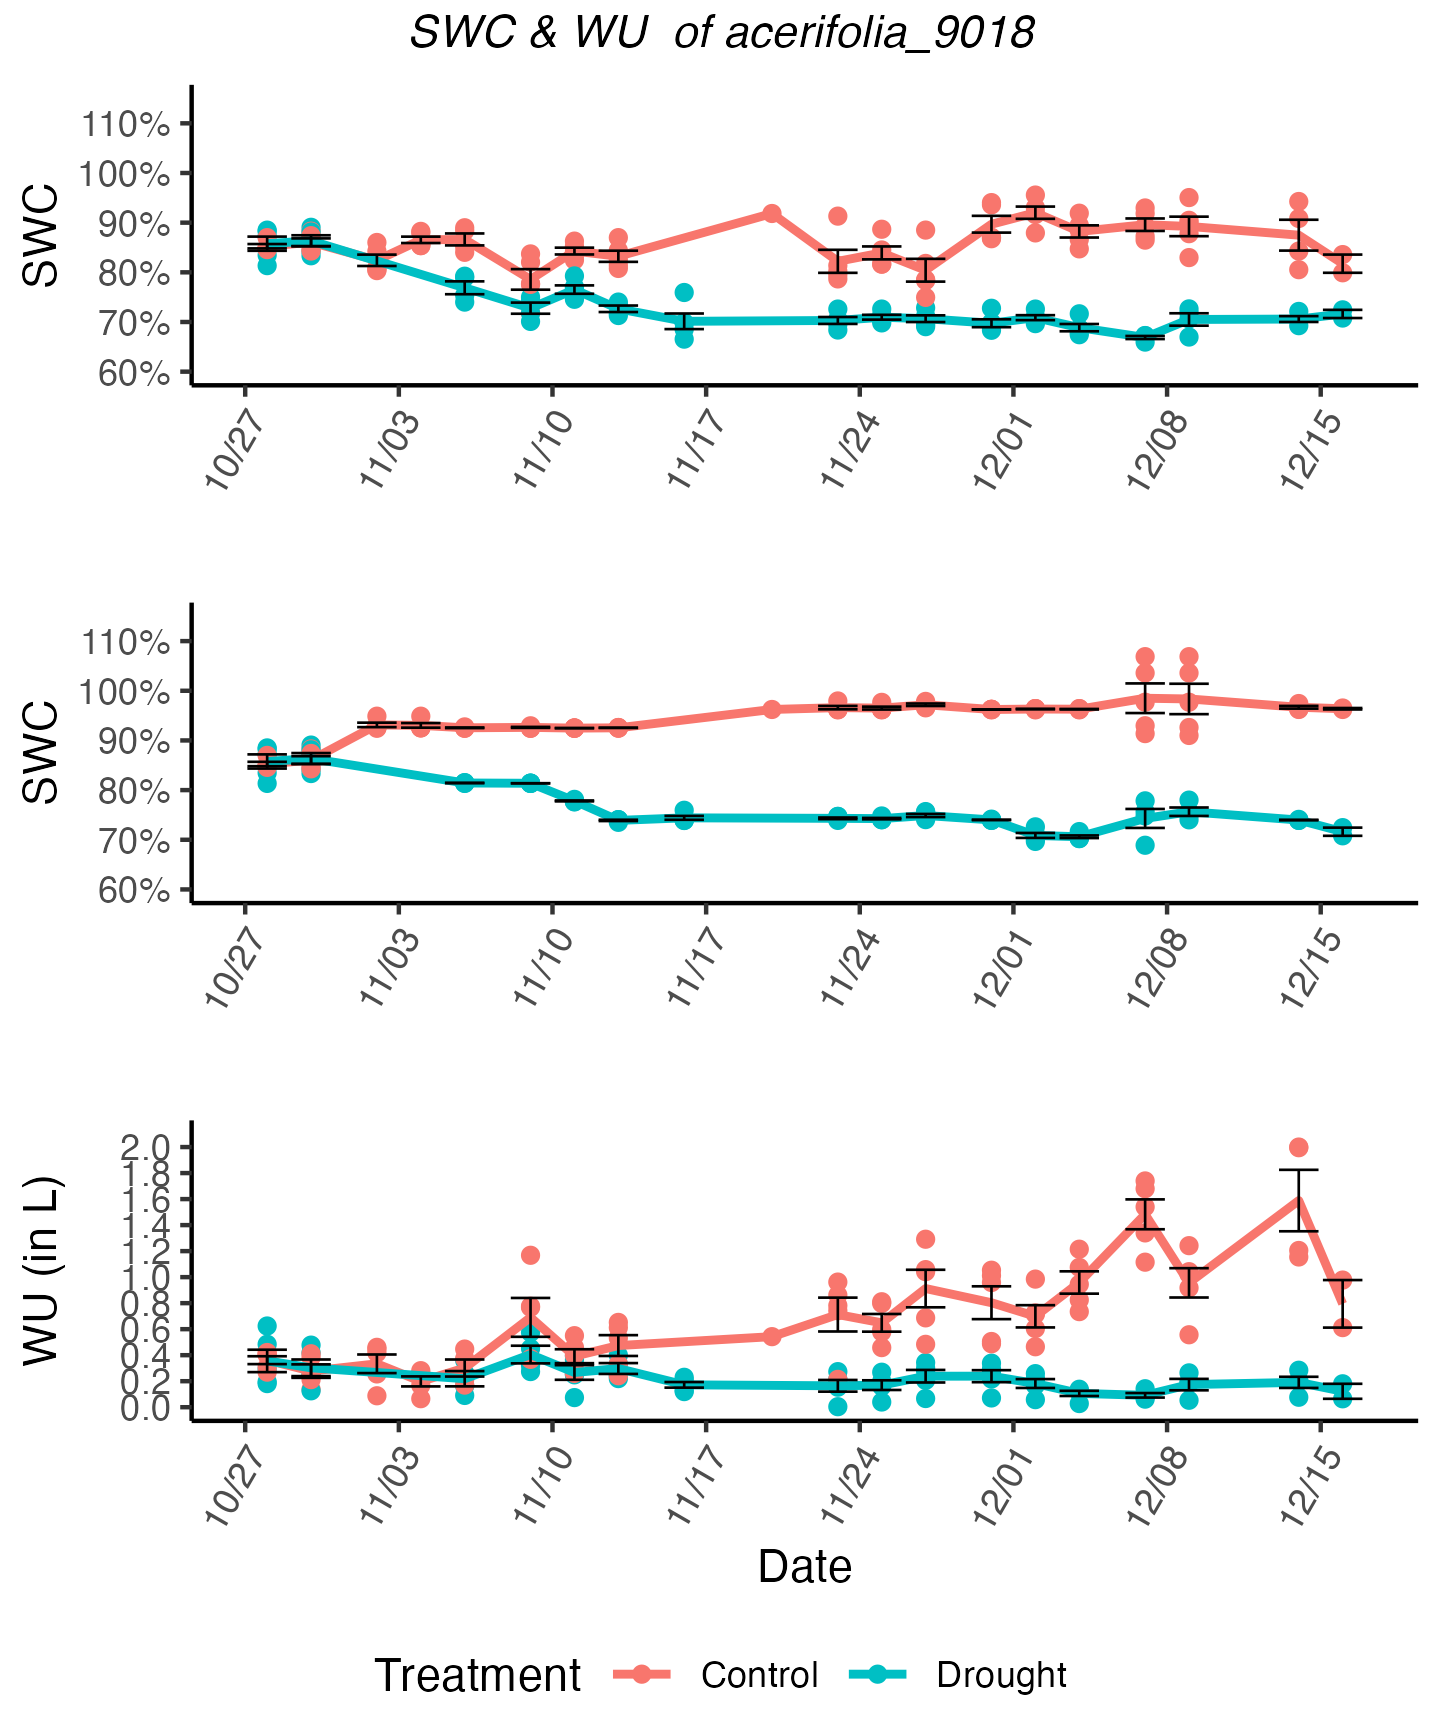 SWC & WU of acerifolia_9018
SWC
110%
100%
90%
80%
70%
60%
10/27 11/03 11/10 11/17 11/24 12/01 12/08 12/15
SWC
110%
100%
90%
80%
70%
60%
10/27 11/03 11/10 11/17 11/24 12/01 12/08 12/15
WU (in L)
2.0
1.8
1.6
1.4
1.2
1.0
0.8
0.6
0.4
0.2
0.0
10/27 11/03 11/10 11/17 11/24 12/01 12/08 12/15
Date
Treatment Control Drought